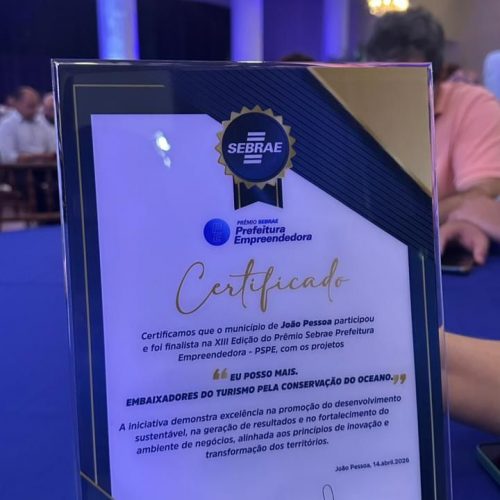 SEBRAE
PRÊMIO SEBRAE
Prefeitura
Empreendedora
Certificado
Certificamos que o município de João Pessoa participou
e foi finalista na XIII Edição do Prêmio Sebrae Prefeitura
Empreendedora - PSPE, com os projetos
“ EU POSSO MAIS.
EMBAIXADORES DO TURISMO PELA CONSERVAÇÃO DO OCEANO.”
A iniciativa demonstra excelência na promoção do desenvolvimento
sustentável, na geração de resultados e no fortalecimento do
ambiente de negócios, alinhada aos princípios de inovação e
transformação dos territórios.
João Pessoa, 14.abril.2026